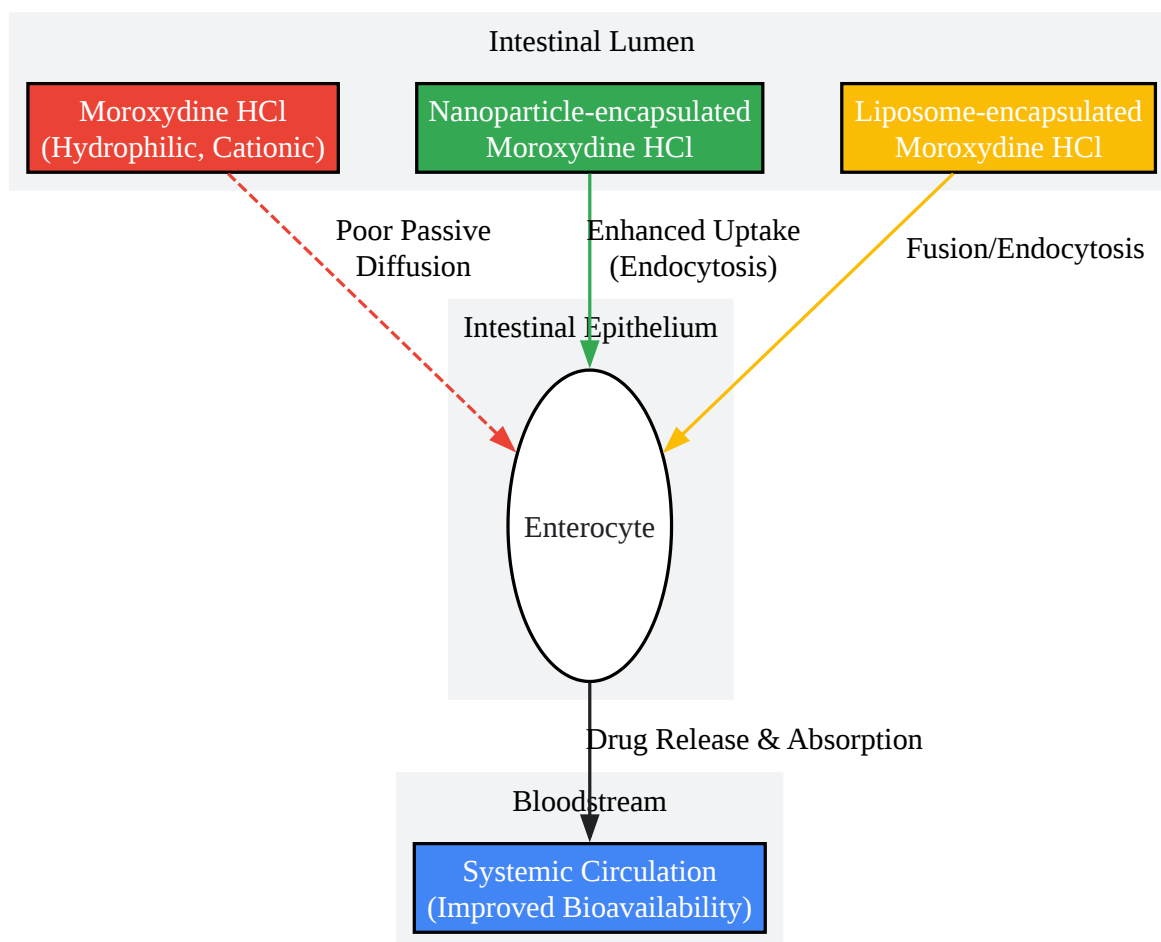 Intestinal Lumen
Moroxydine HCl
(Hydrophilic, Cationic)
Nanoparticle-encapsulated
Moroxydine HCl
Liposome-encapsulated
Moroxydine HCl
Poor Passive
Diffusion
Enhanced Uptake
(Endocytosis)
Fusion/Endocytosis
Intestinal Epithelium
Enterocyte
Drug Release & Absorption
Bloodstream
Systemic Circulation
(Improved Bioavailability)